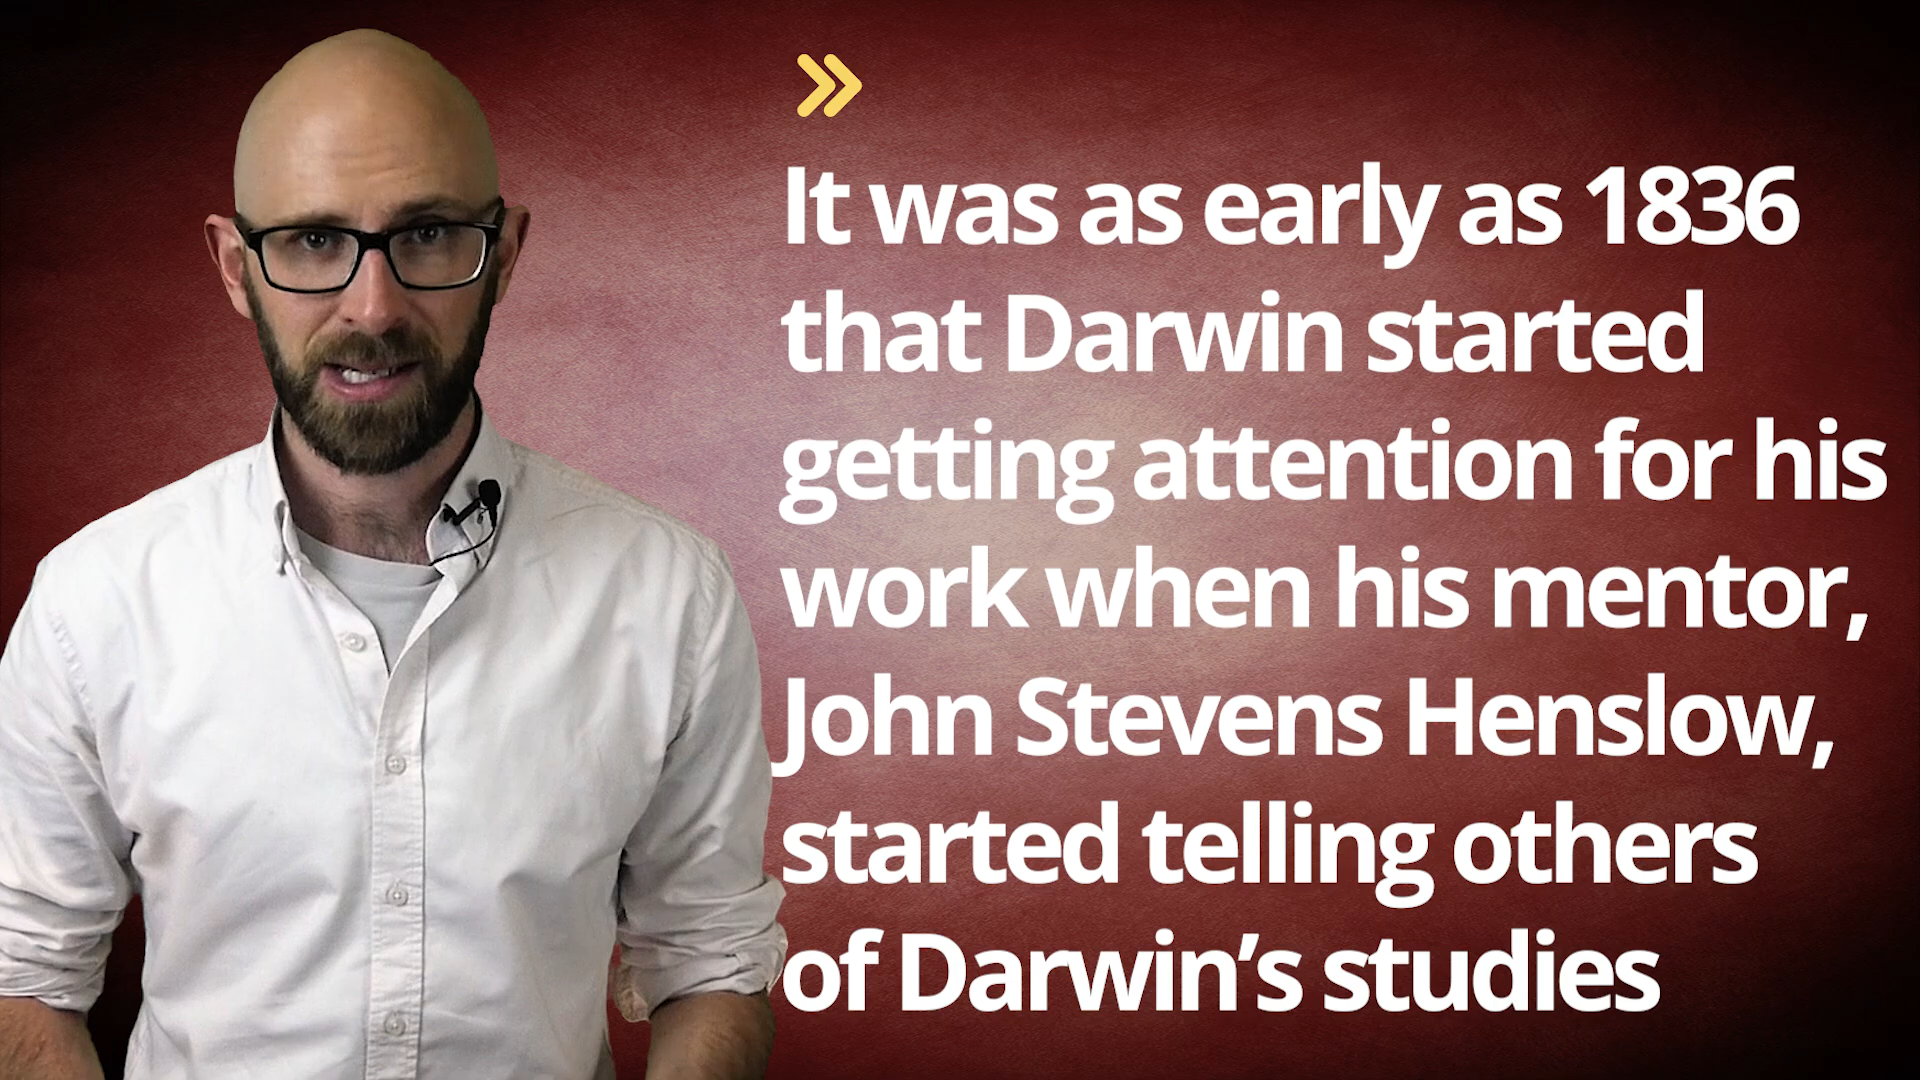 It was as early as 1836
that Darwin started
getting attention for his
work when his mentor,
John Stevens Henslow,
started telling others
of Darwin’s studies